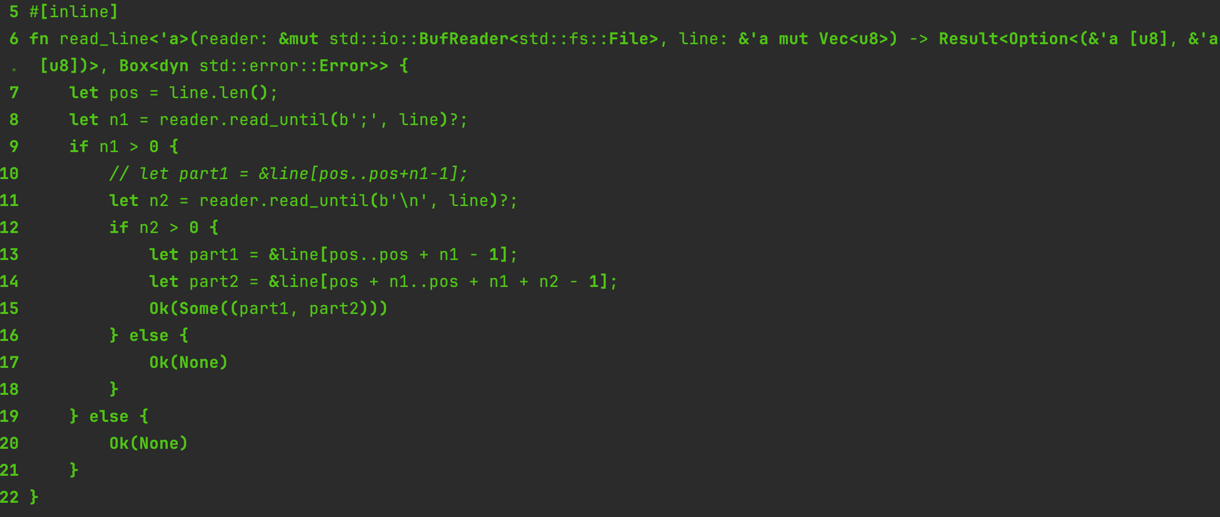 5 #[inline]
6 fn read_line<'a>(reader: &mut std::io::BufReader<std::fs::File>, line: &'a mut Vec<u8>) -> Result<Option<(&'a [u8], &'a
. [u8])>, Box<dyn std::error::Error>> {
7     let pos = line.len();
8     let n1 = reader.read_until(b';', line)?;
9     if n1 > 0 {
10         // let part1 = &line[pos..pos+n1-1];
11         let n2 = reader.read_until(b'\n', line)?;
12         if n2 > 0 {
13             let part1 = &line[pos..pos + n1 - 1];
14             let part2 = &line[pos + n1..pos + n1 + n2 - 1];
15             Ok(Some((part1, part2)))
16         } else {
17             Ok(None)
18         }
19     } else {
20         Ok(None)
21     }
22 }